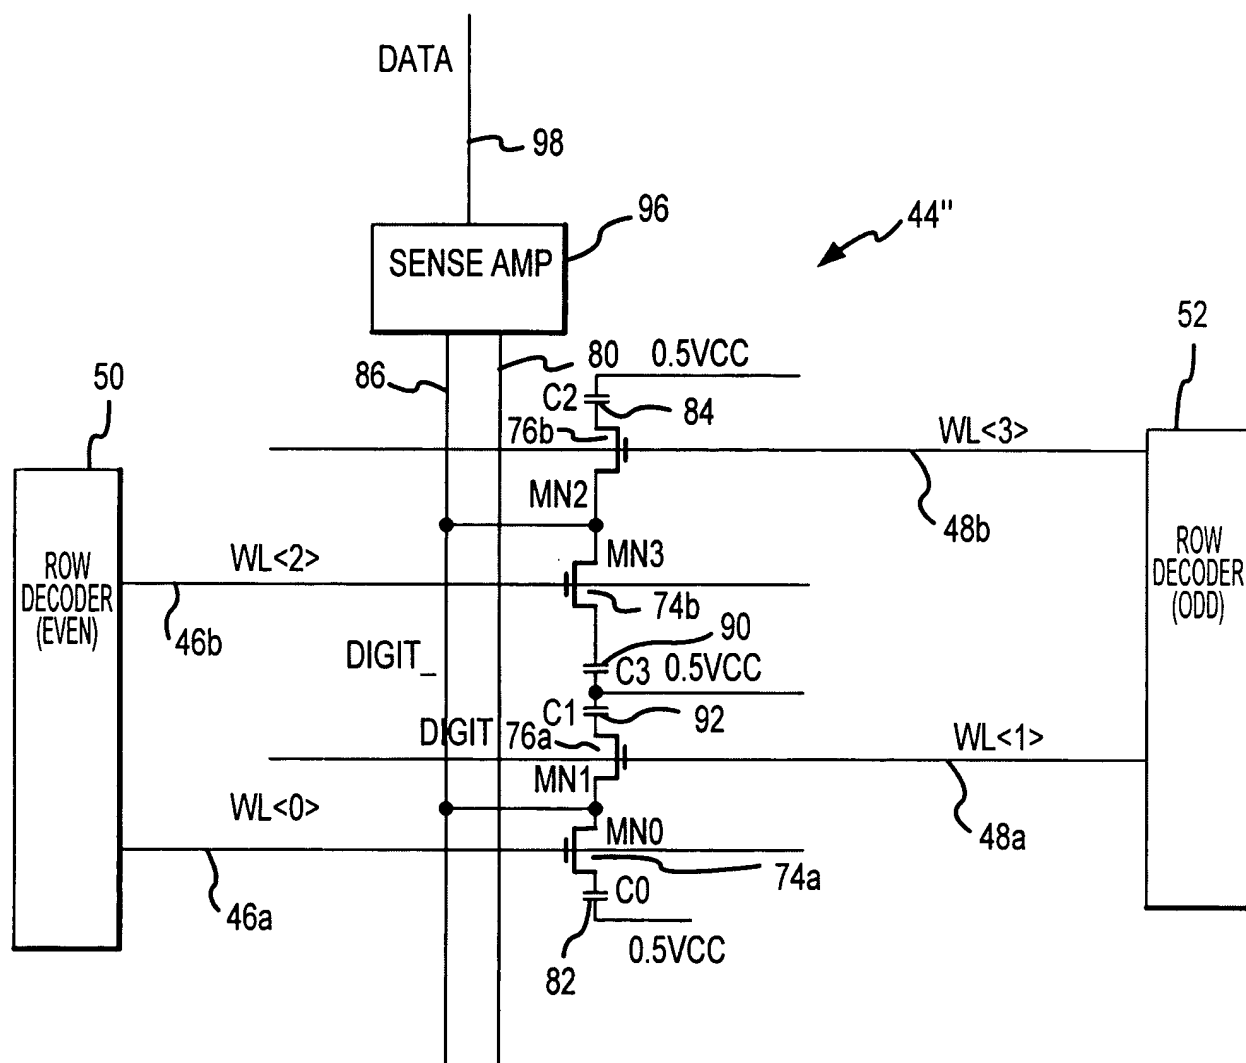 DATA
98
96
44"
SENSE AMP
52
80
0.5VCC
50
86
C2
84
76b
WL<3>
MN2
48b
ROW
DECODER
(EVEN)
WL<2>
MN3
ROW
DECODER
(ODD)
74b
46b
90
DIGIT_
C3
0.5VCC
C1
92
DIGIT
76a
WL<1>
MN1
WL<0>
MN0
48a
74a
46a
C0
0.5VCC
82